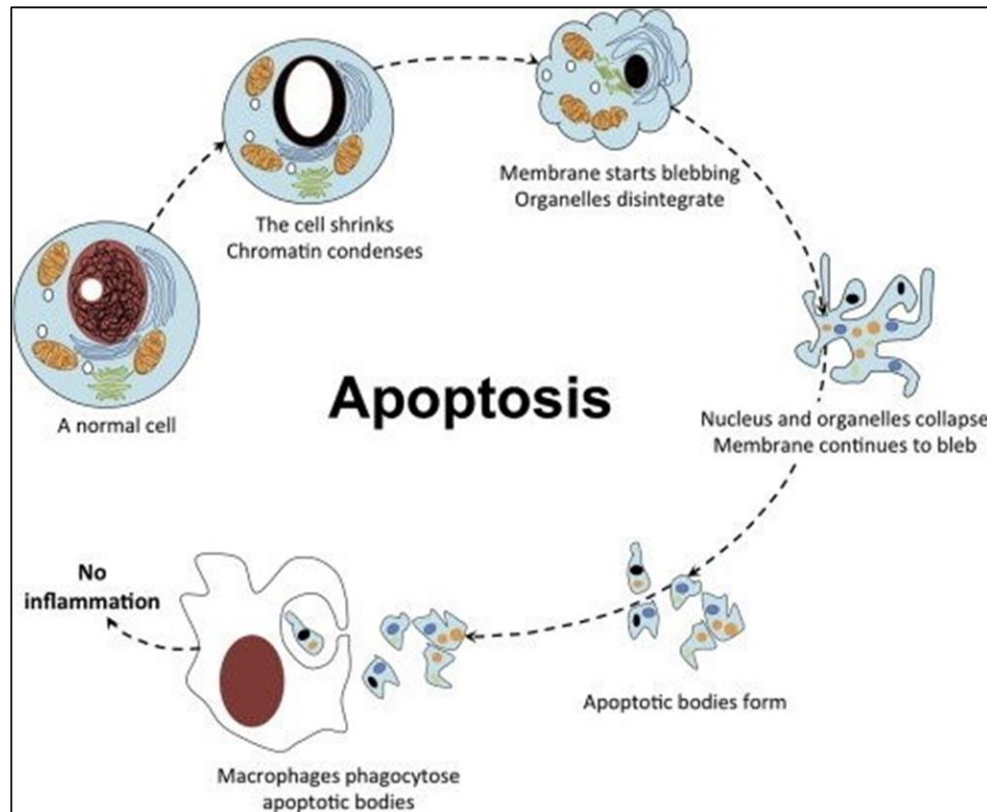 Apoptosis
A normal cell
The cell shrinks
Chromatin condenses
Membrane starts blebbing
Organelles disintegrate
Nucleus and organelles collapse
Membrane continues to bleb
Apoptotic bodies form
Macrophages phagocytose
apoptotic bodies
No
inflammation